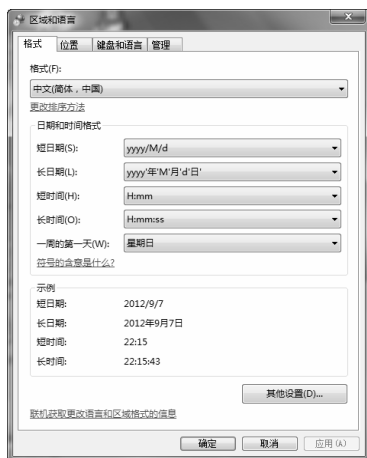 区域和语言
格式 位置 键盘和语言 管理
格式(F):
中文(简体，中国)
更改排序方法
日期和时间格式
短日期(S): yyyy/M/d
长日期(L): yyyy'年'M'月'd'日'
短时间(H): H:mm
长时间(O): H:mm:ss
一周的第一天(W): 星期日
符号的含意是什么?
示例
短日期: 2012/9/7
长日期: 2012年9月7日
短时间: 22:15
长时间: 22:15:43
其他设置(D)...
联机获取更改语言和区域格式的信息
确定 取消 应用(A)